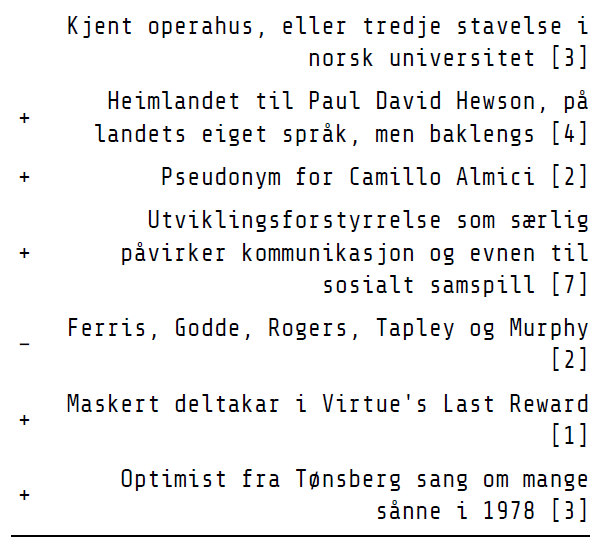 Kjent operahus, eller tredje stavelse i
norsk universitet [3]
+ Heimlandet til Paul David Hewson, på
landets eiget språk, men baklengs [4]
+ Pseudonym for Camillo Almici [2]
+ Utviklingsforstyrrelse som særlig
påvirker kommunikasjon og evnen til
sosialt samspill [7]
− Ferris, Godde, Rogers, Tapley og Murphy
[2]
+ Maskert deltakar i Virtue's Last Reward
[1]
+ Optimist fra Tønsberg sang om mange
sånne i 1978 [3]